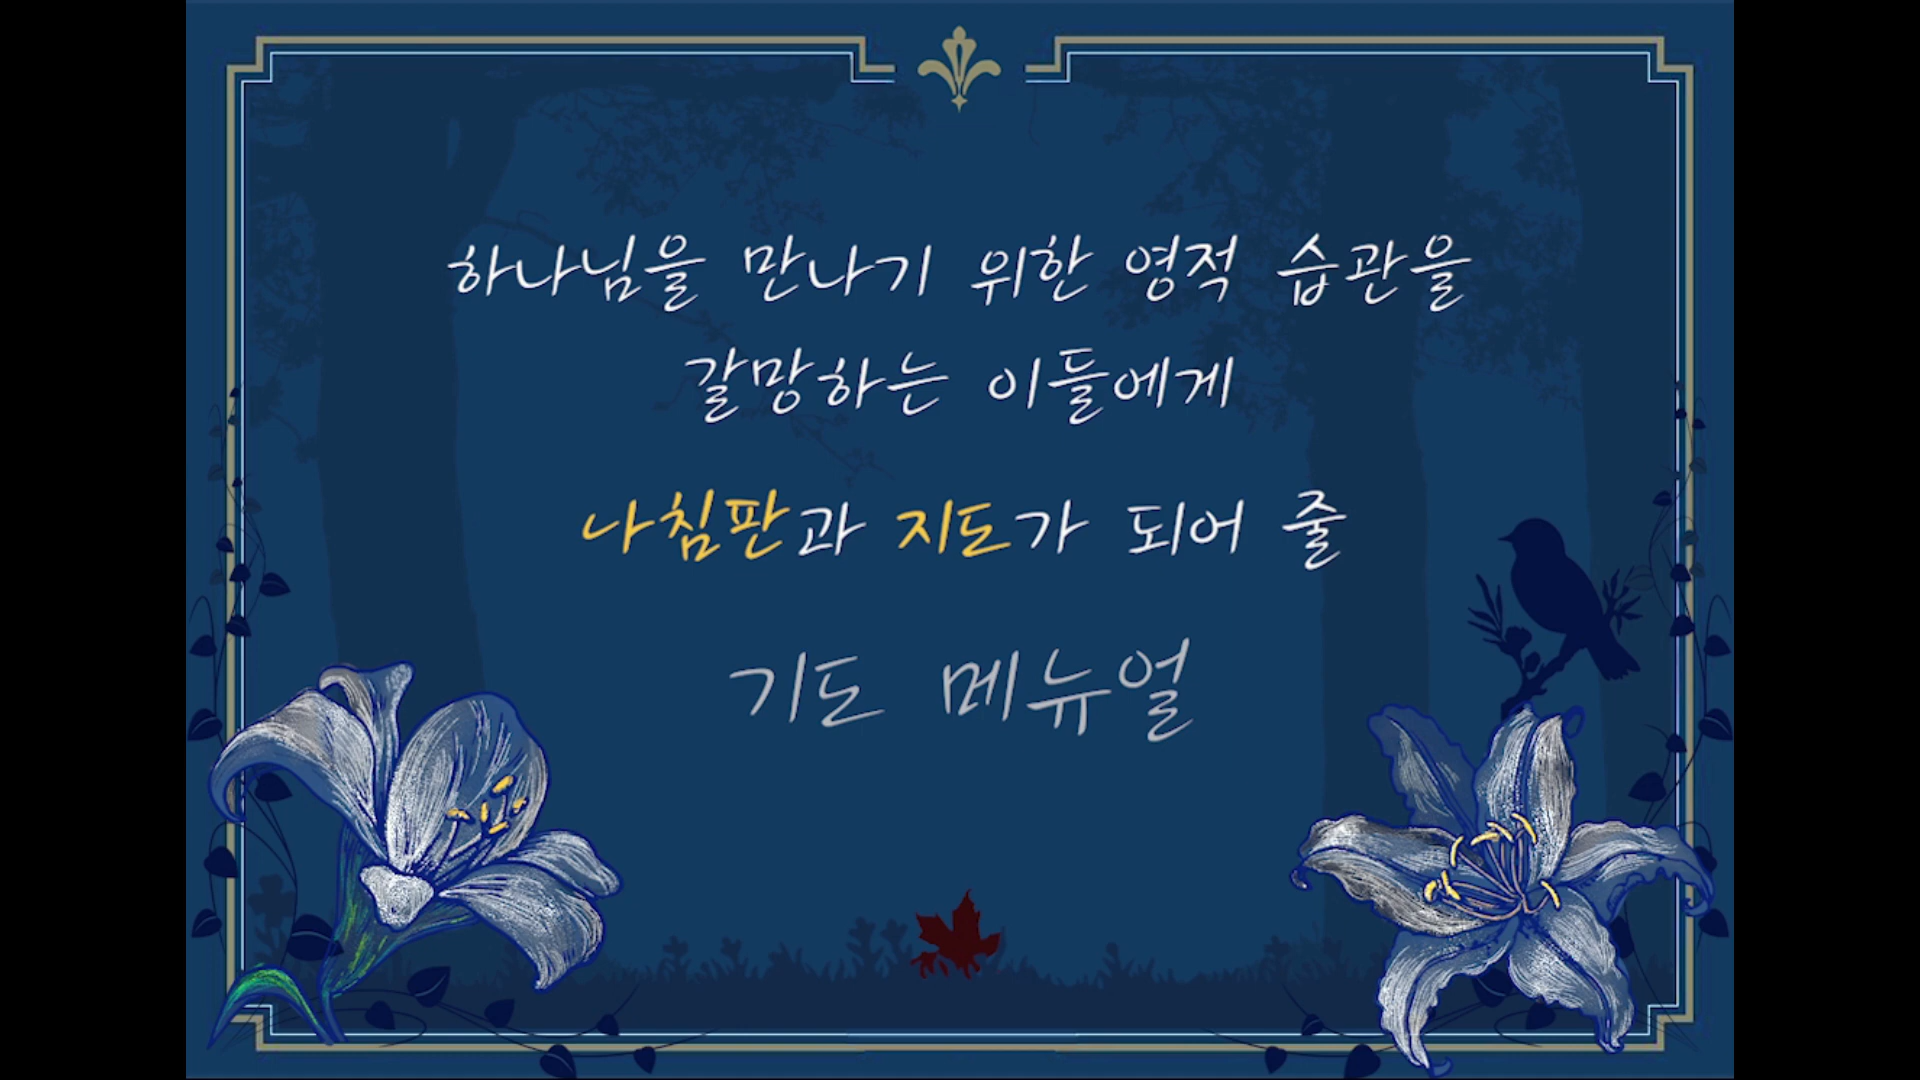 하나님을 만나기 위한 영적 습관을
갈망하는 이들에게
나침판과 지도가 되어 줄
기도 메뉴얼